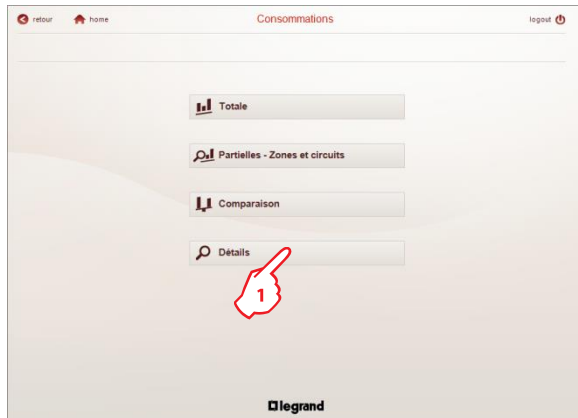 retour home Consommations logout
Totale
Partielles - Zones et circuits
Comparaison
Détails
1
legrand